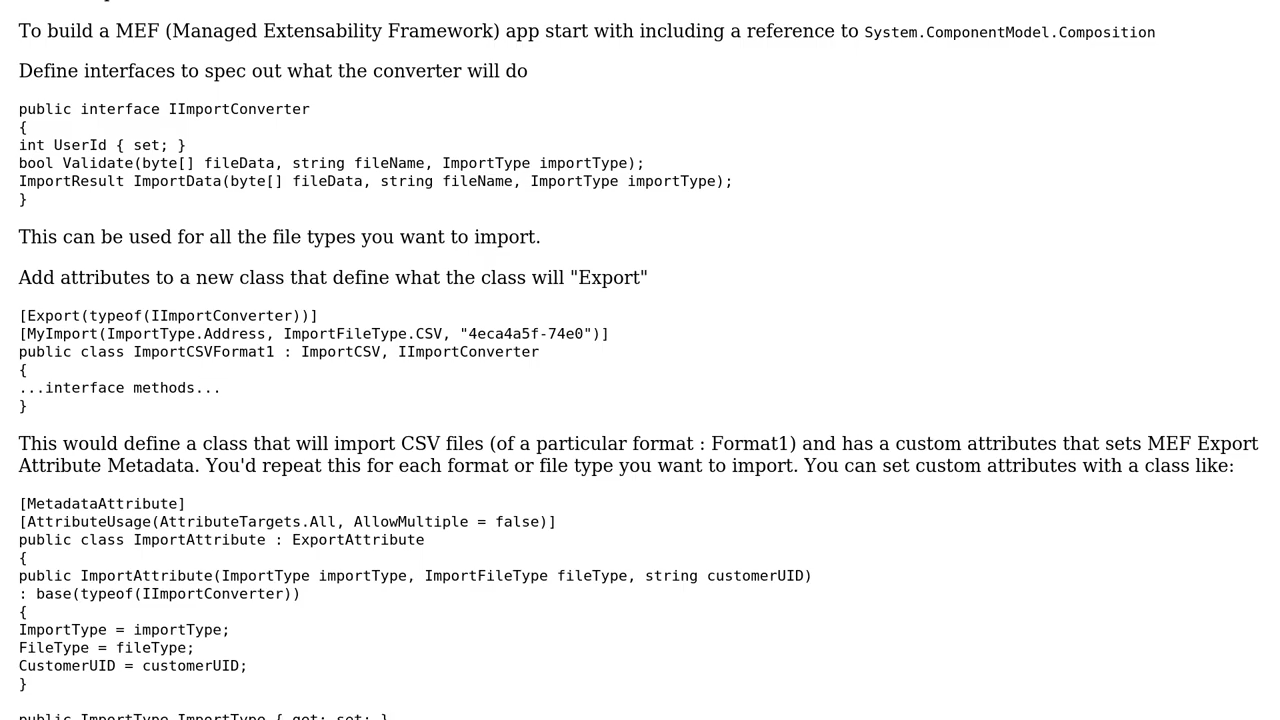 To build a MEF (Managed Extensability Framework) app start with including a reference to System.ComponentModel.Composition
Define interfaces to spec out what the converter will do
public interface IImportConverter
{
int UserId { set; }
bool Validate(byte[] fileData, string fileName, ImportType importType);
ImportResult ImportData(byte[] fileData, string fileName, ImportType importType);
}
This can be used for all the file types you want to import.
Add attributes to a new class that define what the class will "Export"
[Export(typeof(IImportConverter))]
[MyImport(ImportType.Address, ImportFileType.CSV, "4eca4a5f-74e0")]
public class ImportCSVFormat1 : ImportCSV, IImportConverter
{
...interface methods...
}
This would define a class that will import CSV files (of a particular format : Format1) and has a custom attributes that sets MEF Export
Attribute Metadata. You'd repeat this for each format or file type you want to import. You can set custom attributes with a class like:
[MetadataAttribute]
[AttributeUsage(AttributeTargets.All, AllowMultiple = false)]
public class ImportAttribute : ExportAttribute
{
public ImportAttribute(ImportType importType, ImportFileType fileType, string customerUID)
: base(typeof(IImportConverter))
{
ImportType = importType;
FileType = fileType;
CustomerUID = customerUID;
}
public ImportType ImportType { get; set; }